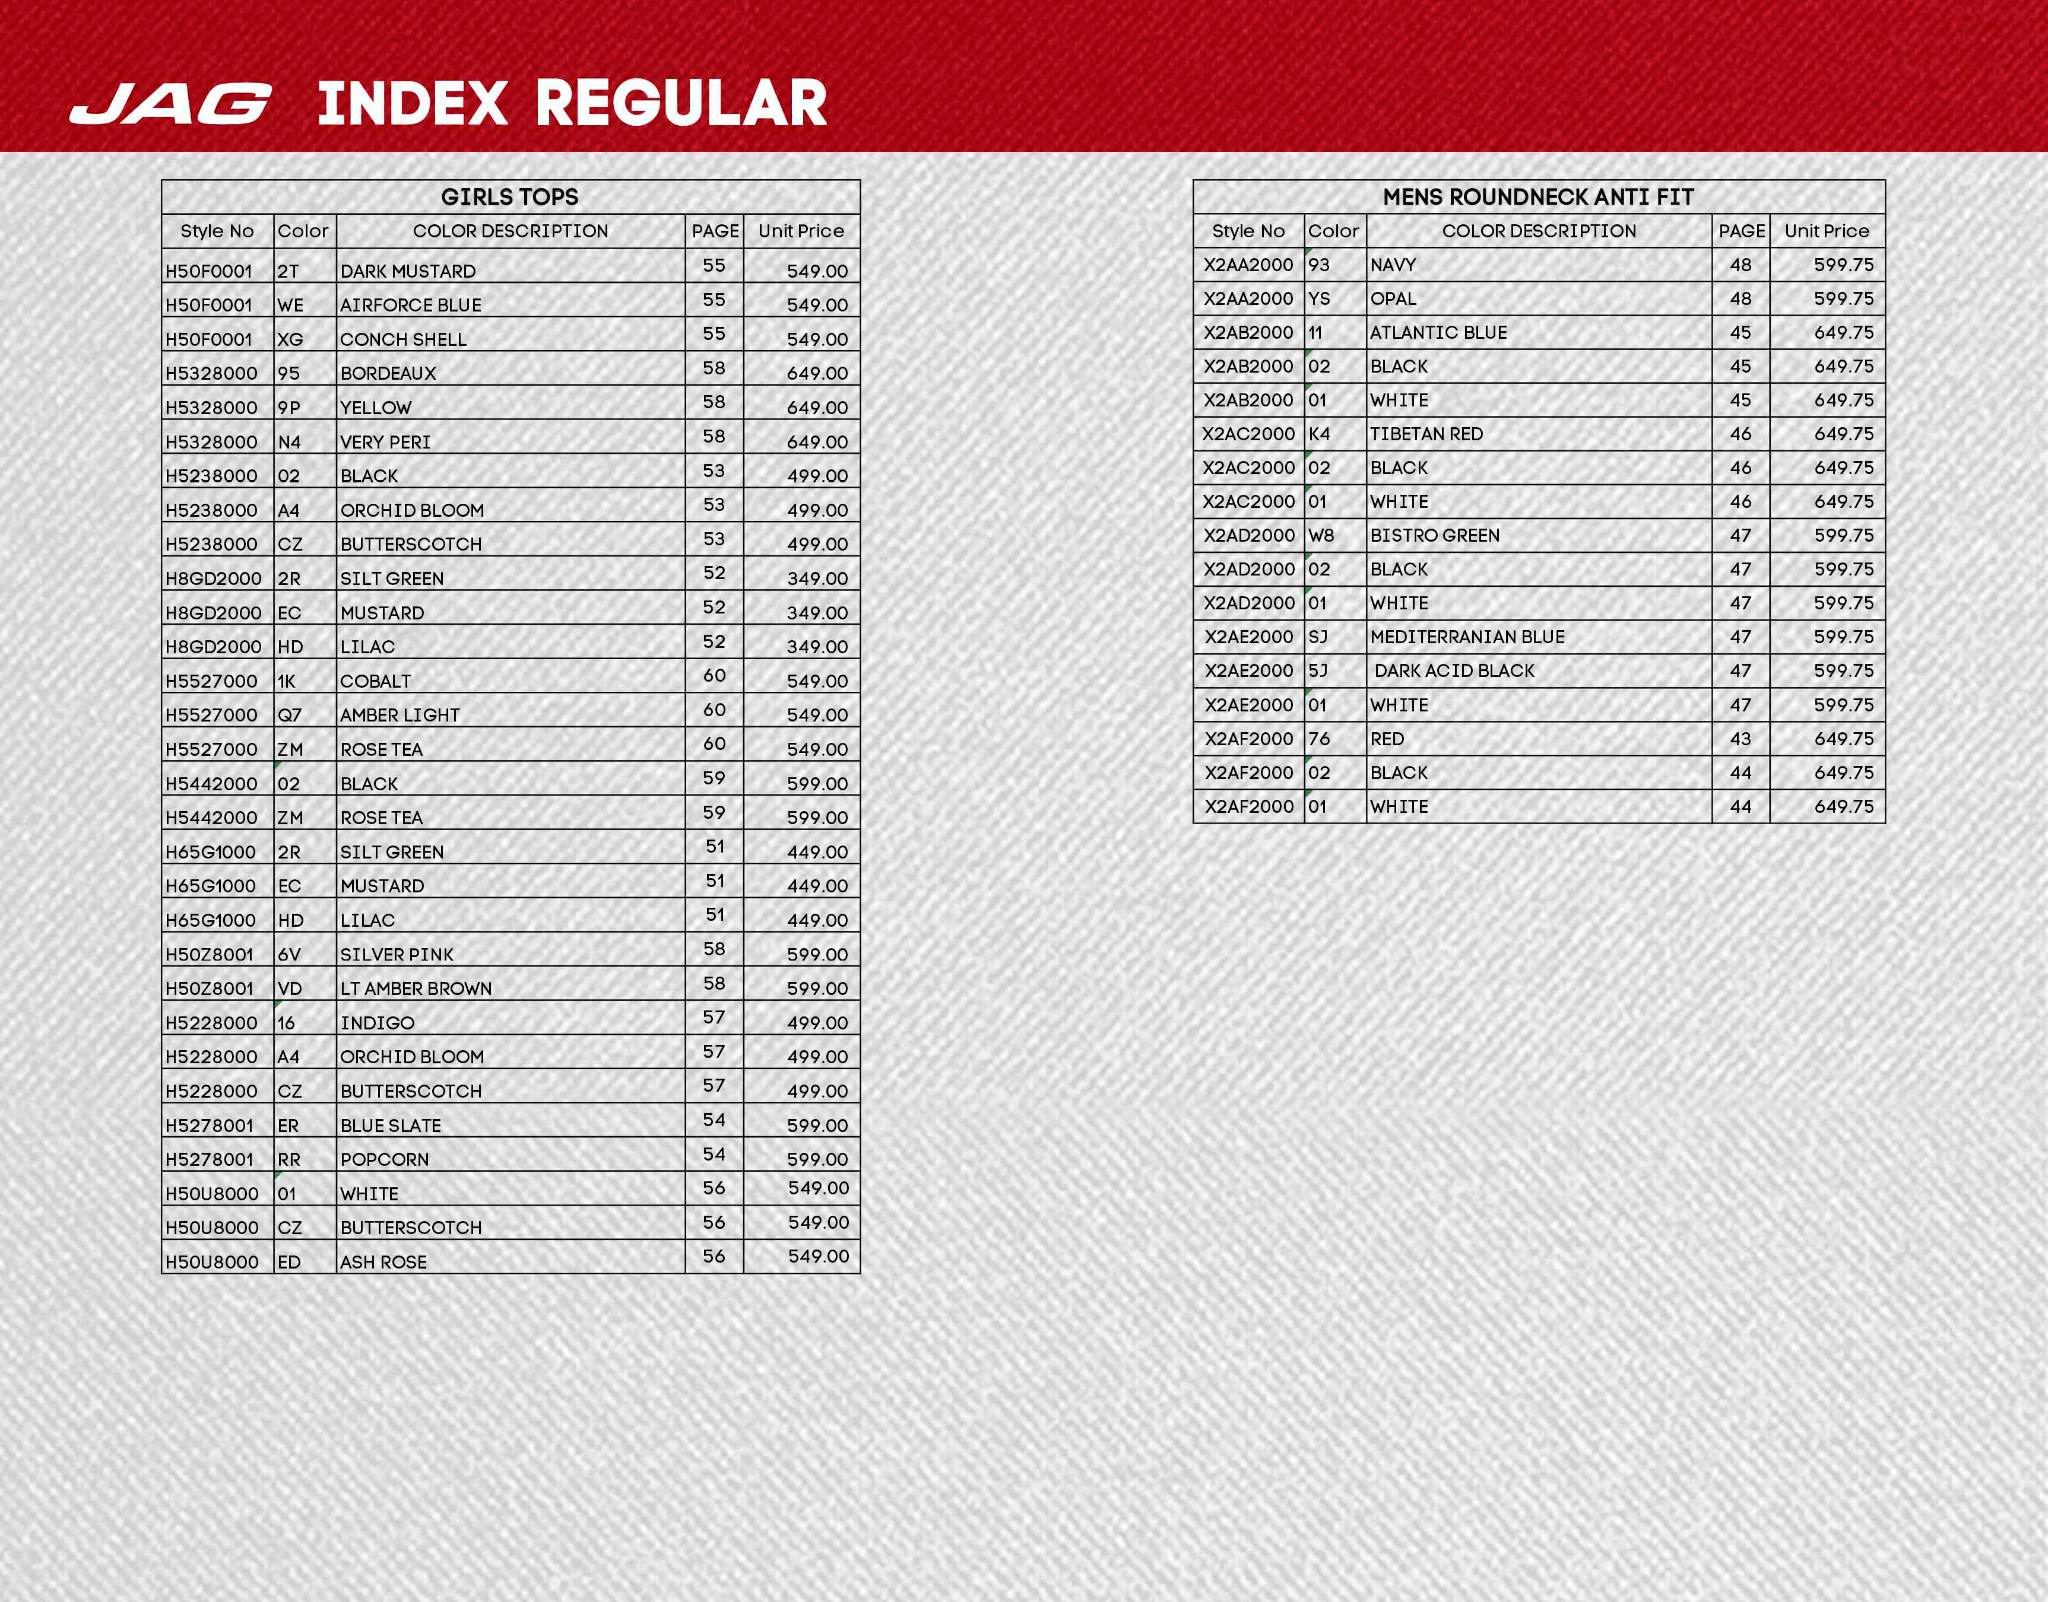 JAG INDEX REGULAR
GIRLS TOPS
Style No Color COLOR DESCRIPTION PAGE Unit Price
H50F0001 2T DARK MUSTARD 55 549.00
H50F0001 WE AIRFORCE BLUE 55 549.00
H50F0001 XG CONCH SHELL 55 549.00
H5328000 95 BORDEAUX 58 649.00
H5328000 9P YELLOW 58 649.00
H5328000 N4 VERY PERI 58 649.00
H5238000 02 BLACK 53 499.00
H5238000 A4 ORCHID BLOOM 53 499.00
H5238000 CZ BUTTERSCOTCH 53 499.00
H8GD2000 2R SILT GREEN 52 349.00
H8GD2000 EC MUSTARD 52 349.00
H8GD2000 HD LILAC 52 349.00
H5527000 1K COBALT 60 549.00
H5527000 Q7 AMBER LIGHT 60 549.00
H5527000 ZM ROSE TEA 60 549.00
H5442000 02 BLACK 59 599.00
H5442000 ZM ROSE TEA 59 599.00
H65G1000 2R SILT GREEN 51 449.00
H65G1000 EC MUSTARD 51 449.00
H65G1000 HD LILAC 51 449.00
H50Z8001 6V SILVER PINK 58 599.00
H50Z8001 VD LT AMBER BROWN 58 599.00
H5228000 16 INDIGO 57 499.00
H5228000 A4 ORCHID BLOOM 57 499.00
H5228000 CZ BUTTERSCOTCH 57 499.00
H5278001 ER BLUE SLATE 54 599.00
H5278001 RR POPCORN 54 599.00
H50U8000 01 WHITE 56 549.00
H50U8000 CZ BUTTERSCOTCH 56 549.00
H50U8000 ED ASH ROSE 56 549.00
MENS ROUNDNECK ANTI FIT
Style No Color COLOR DESCRIPTION PAGE Unit Price
X2AA2000 93 NAVY 48 599.75
X2AA2000 YS OPAL 48 599.75
X2AB2000 11 ATLANTIC BLUE 45 649.75
X2AB2000 02 BLACK 45 649.75
X2AB2000 01 WHITE 45 649.75
X2AC2000 K4 TIBETAN RED 46 649.75
X2AC2000 02 BLACK 46 649.75
X2AC2000 01 WHITE 46 649.75
X2AD2000 W8 BISTRO GREEN 47 599.75
X2AD2000 02 BLACK 47 599.75
X2AD2000 01 WHITE 47 599.75
X2AE2000 SJ MEDITERRANIAN BLUE 47 599.75
X2AE2000 5J DARK ACID BLACK 47 599.75
X2AE2000 01 WHITE 47 599.75
X2AF2000 76 RED 43 649.75
X2AF2000 02 BLACK 44 649.75
X2AF2000 01 WHITE 44 649.75